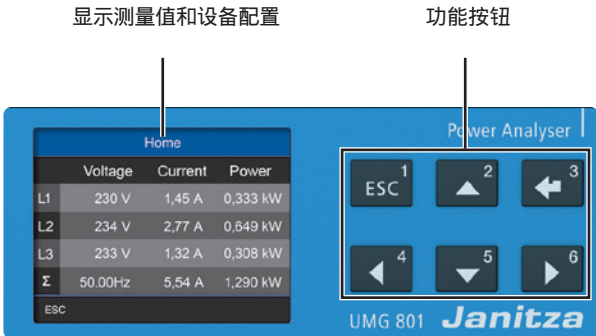 显示测量值和设备配置
功能按钮
Power Analyser
Home
Voltage Current Power
L1 230 V 1,45 A 0,333 kW
L2 234 V 2,77 A 0,649 kW
L3 233 V 1,32 A 0,308 kW
Σ 50.00Hz 5,54 A 1,290 kW
ESC
ESC 1
2
3
4
5
6
UMG 801 Janitza